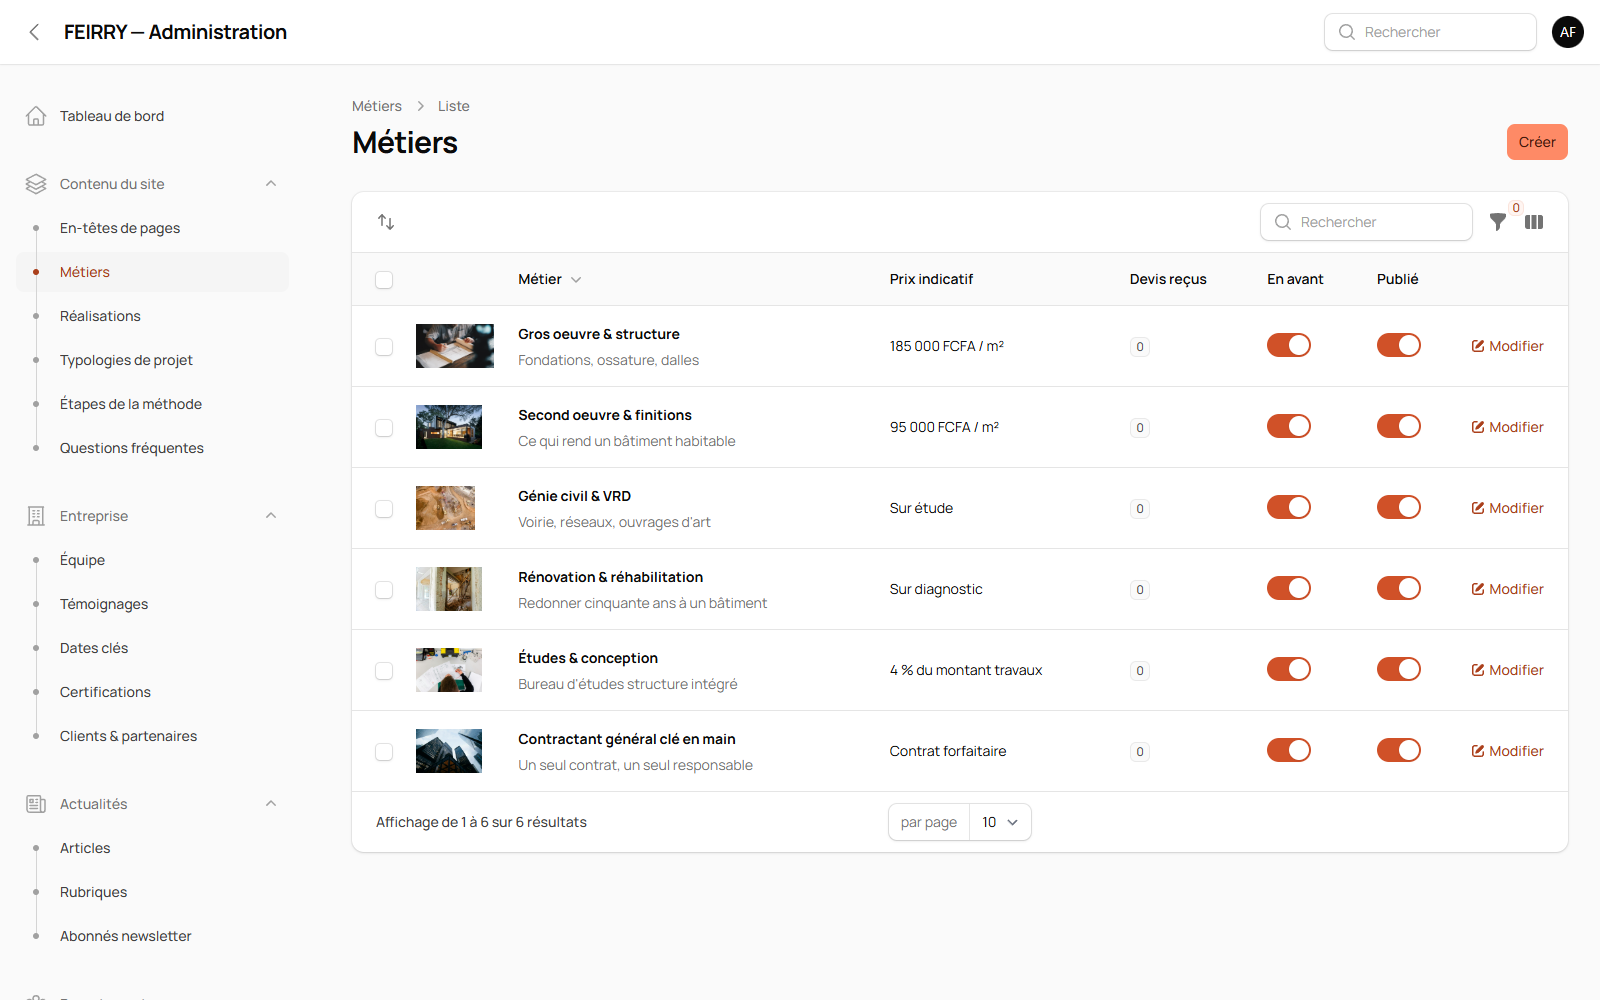 FEIRRY — Administration
Rechercher
AF
Tableau de bord
Contenu du site
En-têtes de pages
Métiers
Réalisations
Typologies de projet
Étapes de la méthode
Questions fréquentes
Entreprise
Équipe
Témoignages
Dates clés
Certifications
Clients & partenaires
Actualités
Articles
Rubriques
Abonnés newsletter
Métiers > Liste
Métiers
Créer
Rechercher
0
Métier Prix indicatif Devis reçus En avant Publié
Gros oeuvre & structure
Fondations, ossature, dalles
185 000 FCFA / m² 0 Modifier
Second oeuvre & finitions
Ce qui rend un bâtiment habitable
95 000 FCFA / m² 0 Modifier
Génie civil & VRD
Voirie, réseaux, ouvrages d'art
Sur étude 0 Modifier
Rénovation & réhabilitation
Redonner cinquante ans à un bâtiment
Sur diagnostic 0 Modifier
Études & conception
Bureau d'études structure intégré
4 % du montant travaux 0 Modifier
Contractant général clé en main
Un seul contrat, un seul responsable
Contrat forfaitaire 0 Modifier
Affichage de 1 à 6 sur 6 résultats
par page 10